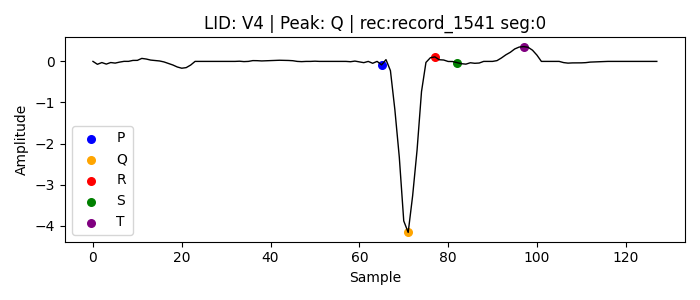 LID: V4 | Peak: Q | rec:record_1541 seg:0
Amplitude
0
−1
−2
−3
−4
P
Q
R
S
T
0 20 40 60 80 100 120
Sample